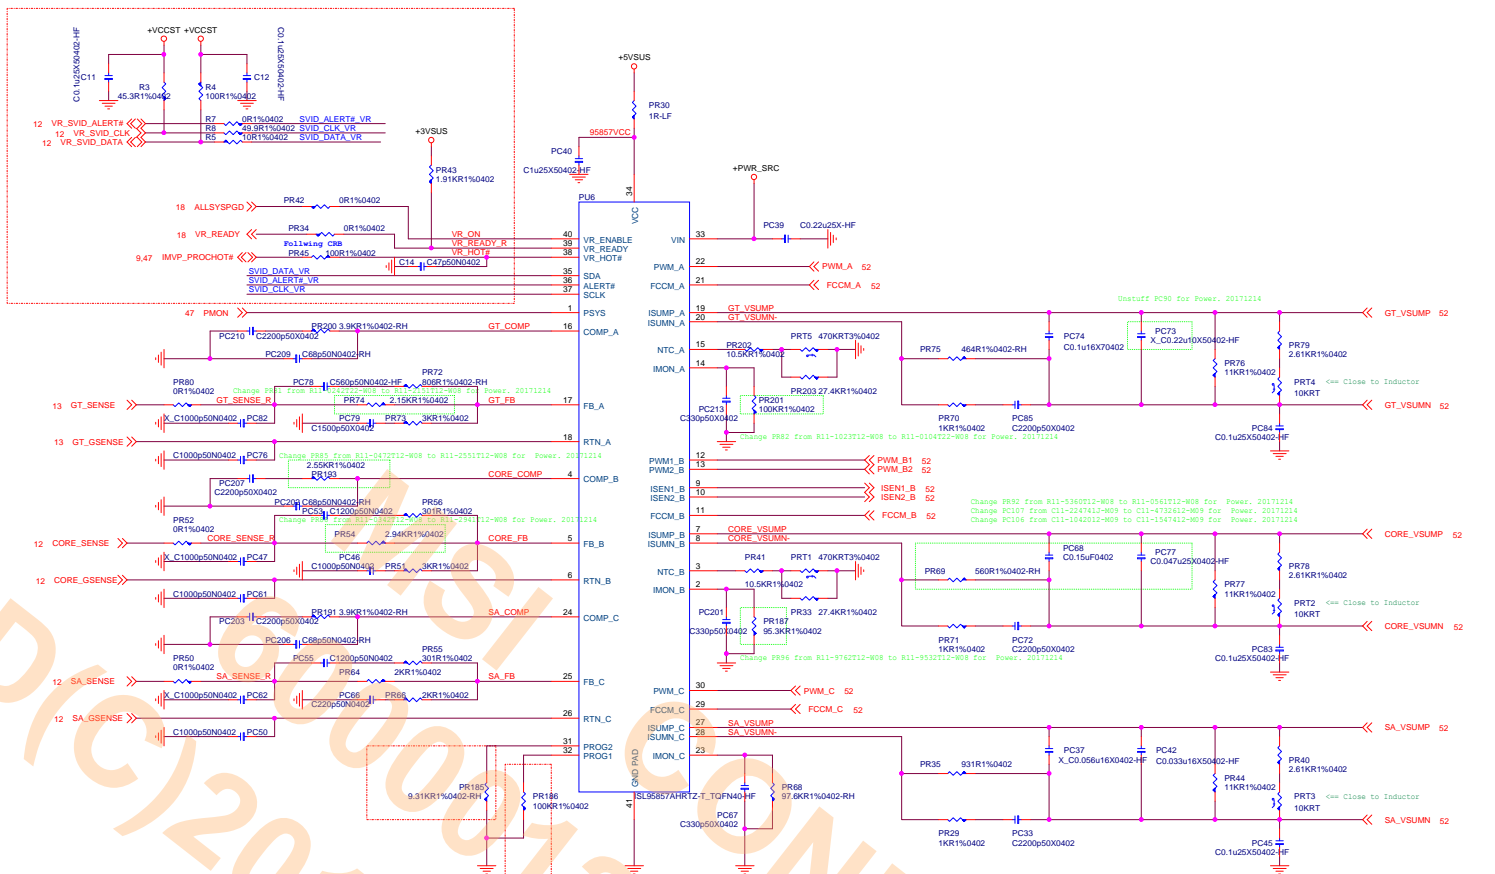 +VCCST +VCCST
C0.1u25X50402-HF
C0.1u25X50402-HF
C11
C12
R3
45.3R1%0402
R4
100R1%0402
12 VR_SVID_ALERT#
R7 0R1%0402 SVID_ALERT#_VR
12 VR_SVID_CLK
R8 49.9R1%0402 SVID_CLK_VR
12 VR_SVID_DATA
R5 10R1%0402 SVID_DATA_VR
+3VSUS
PR43
1.91KR1%0402
18 ALLSYSPGD
PR42 0R1%0402
18 VR_READY
PR34 0R1%0402
Follwing CRB
9,47 IMVP_PROCHOT#
PR45 100R1%0402
C14 C47p50N0402
VR_ON
VR_READY_R
VR_HOT#
SVID_DATA_VR
SVID_ALERT#_VR
SVID_CLK_VR
+5VSUS
PR30
1R-LF
95857VCC
PC40
C1u25X50402-HF
+PWR_SRC
PC39 C0.22u25X-HF
PU6
34
VCC
40 VR_ENABLE
39 VR_READY
38 VR_HOT#
35 SDA
36 ALERT#
37 SCLK
1 PSYS
16 COMP_A
17 FB_A
18 RTN_A
4 COMP_B
5 FB_B
6 RTN_B
24 COMP_C
25 FB_C
26 RTN_C
31 PROG2
32 PROG1
VIN 33
PWM_A 22
FCCM_A 21
ISUMP_A 19
ISUMN_A 20
NTC_A 15
IMON_A 14
PWM1_B 12
PWM2_B 13
ISEN1_B 9
ISEN2_B 10
FCCM_B 11
ISUMP_B 7
ISUMN_B 8
NTC_B 3
IMON_B 2
PWM_C 30
FCCM_C 29
ISUMP_C 27
ISUMN_C 28
IMON_C 23
GND PAD
41
ISL95857AHRTZ-T_TQFN40-HF
47 PMON
PC210 C2200p50X0402
PR200 3.9KR1%0402-RH
GT_COMP
PC209 C68p50N0402-RH
PR80
0R1%0402
PC78 C560p50N0402-HF
PR72
806R1%0402-RH
13 GT_SENSE
GT_SENSE_R
PR74 2.15KR1%0402
GT_FB
X_C1000p50N0402 PC82
PC79
C1500p50X0402
PR73 3KR1%0402
13 GT_GSENSE
C1000p50N0402 PC76
2.55KR1%0402
PR193
CORE_COMP
PC207
C2200p50X0402
C68p50N0402-RH
PR52
0R1%0402
PC53 C1200p50N0402
PR56
301R1%0402
12 CORE_SENSE
CORE_SENSE_R
PR54 2.94KR1%0402
CORE_FB
X_C1000p50N0402 PC47
PC46
C1000p50N0402
PR51 3KR1%0402
12 CORE_GSENSE
C1000p50N0402 PC61
PR191 3.9KR1%0402-RH
PC203 C2200p50X0402
SA_COMP
PC206 C68p50N0402-RH
PR50
0R1%0402
PC55 C1200p50N0402
PR55
301R1%0402
12 SA_SENSE
SA_SENSE_R
PR64 2KR1%0402
SA_FB
X_C1000p50N0402 PC62
PC66
C220p50N0402
PR66 2KR1%0402
12 SA_GSENSE
C1000p50N0402 PC50
PR185
9.31KR1%0402-RH
PR186
100KR1%0402
PWM_A 52
FCCM_A 52
Unstuff PC90 for Power. 20171214
GT_VSUMP
GT_VSUMN-
GT_VSUMP 52
PR202
10.5KR1%0402
PRT5 470KRT3%0402
PR203 27.4KR1%0402
PC213
C330p50X0402
PR201
100KR1%0402
PR75 464R1%0402-RH
PC74
C0.1u16X70402
PC73
X_C0.22u10X50402-HF
PR76
11KR1%0402
PR79
2.61KR1%0402
PRT4
10KRT
<== Close to Inductor
PR70
1KR1%0402
PC85
C2200p50X0402
GT_VSUMN 52
PC84
C0.1u25X50402-HF
PWM_B1 52
PWM_B2 52
ISEN1_B 52
ISEN2_B 52
FCCM_B 52
CORE_VSUMP
CORE_VSUMN-
CORE_VSUMP 52
PR41
10.5KR1%0402
PRT1 470KRT3%0402
PR33 27.4KR1%0402
PC201
C330p50X0402
PR187
95.3KR1%0402
PR69 560R1%0402-RH
PC68
C0.15uF0402
PC77
C0.047u25X0402-HF
PR77
11KR1%0402
PR78
2.61KR1%0402
PRT2
10KRT
<== Close to Inductor
PR71
1KR1%0402
PC72
C2200p50X0402
CORE_VSUMN 52
PC83
C0.1u25X50402-HF
PWM_C 52
FCCM_C 52
SA_VSUMP
SA_VSUMN-
SA_VSUMP 52
PR35 931R1%0402
PC37
X_C0.056u16X0402-HF
PC42
C0.033u16X50402-HF
PR44
11KR1%0402
PR40
2.61KR1%0402
PRT3
10KRT
<== Close to Inductor
PR68
97.6KR1%0402-RH
PC67
C330p50X0402
PR29
1KR1%0402
PC33
C2200p50X0402
SA_VSUMN 52
PC45
C0.1u25X50402-HF
MSI